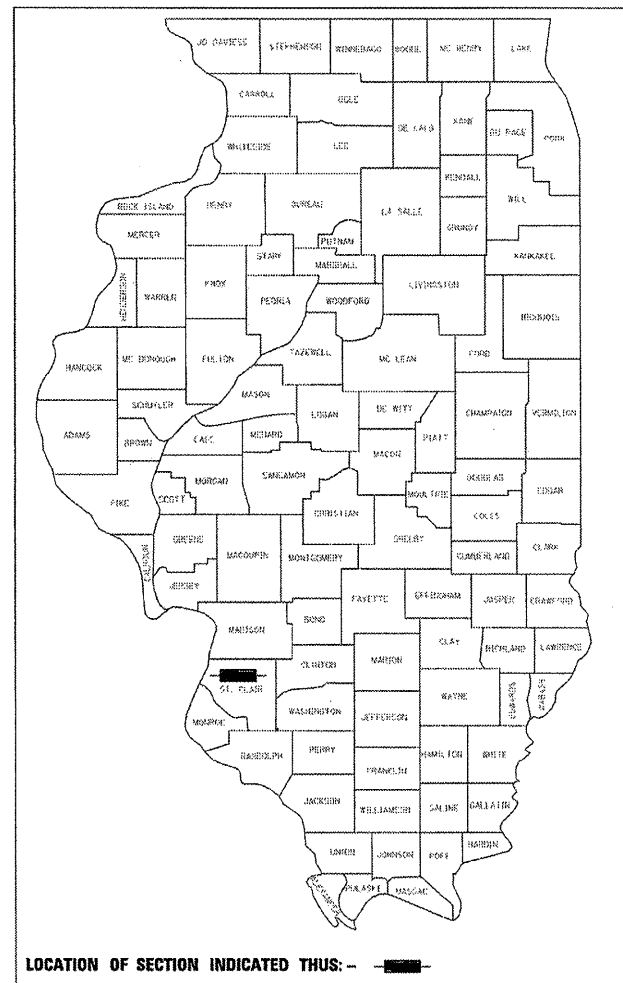 JO DAVIESS STEPHENSON WINNEBAGO BOONE MC HENRY LAKE
CARROLL OGLE DE KALB KANE DU PAGE COOK
WHITESIDE LEE
KENDALL WILL
ROCK ISLAND HENRY BUREAU LA SALLE GRUNDY
MERCER PUTNAM
STARK MARSHALL KANKAKEE
HENDERSON WARREN KNOX PEORIA WOODFORD LIVINGSTON IROQUOIS
HANCOCK MC DONOUGH FULTON TAZEWELL MC LEAN FORD
MASON
SCHUYLER LOGAN DE WITT CHAMPAIGN VERMILION
ADAMS BROWN CASS MENARD PIATT
MACON
SANGAMON DOUGLAS
PIKE SCOTT MORGAN MOULTRIE EDGAR
CHRISTIAN COLES
GREENE SHELBY
CALHOUN MACOUPIN MONTGOMERY CUMBERLAND CLARK
JERSEY
FAYETTE EFFINGHAM JASPER CRAWFORD
MADISON BOND
CLAY RICHLAND LAWRENCE
CLINTON MARION
ST. CLAIR WAYNE EDWARDS WABASH
MONROE WASHINGTON JEFFERSON
RANDOLPH PERRY HAMILTON WHITE
FRANKLIN
JACKSON WILLIAMSON SALINE GALLATIN
UNION JOHNSON POPE HARDIN
ALEXANDER PULASKI MASSAC
LOCATION OF SECTION INDICATED THUS: -